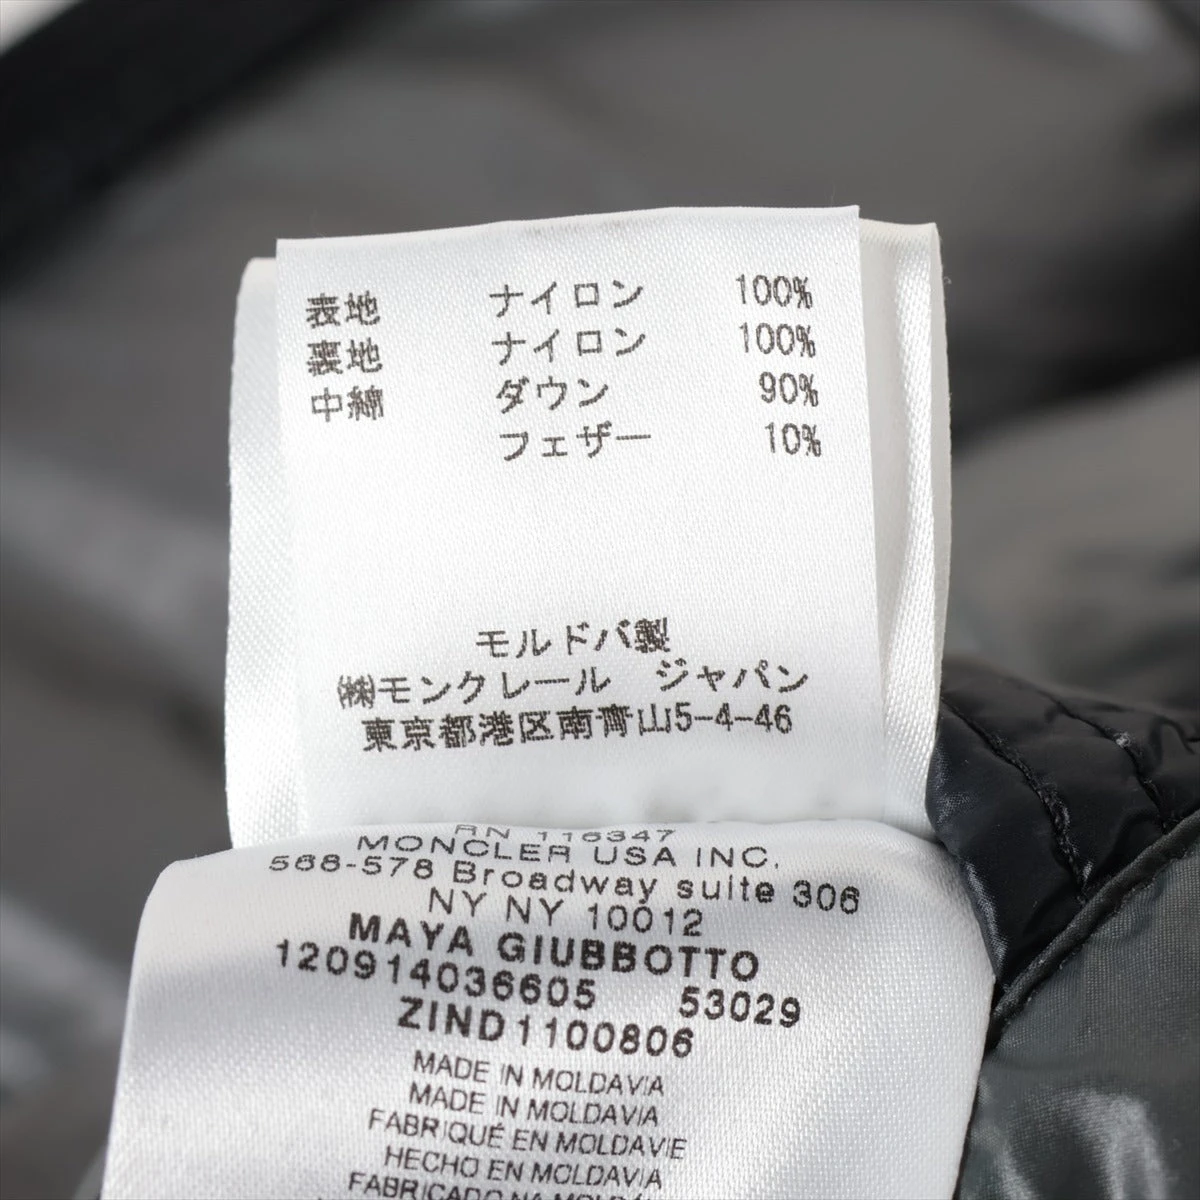 表地 ナイロン 100%
裏地 ナイロン 100%
中綿 ダウン 90%
フェザー 10%
モルドバ製
㈱モンクレール ジャパン
東京都港区南青山5-4-46
RN 116347
MONCLER USA INC.
568-578 Broadway suite 306
NY NY 10012
MAYA GIUBBOTTO
120914036605 53029
ZIND1100806
MADE IN MOLDAVIA
MADE IN MOLDAVIA
FABRIQUÉ EN MOLDAVIE
HECHO EN MOLDAVIA
FABRICADO NA MOLDAVIA